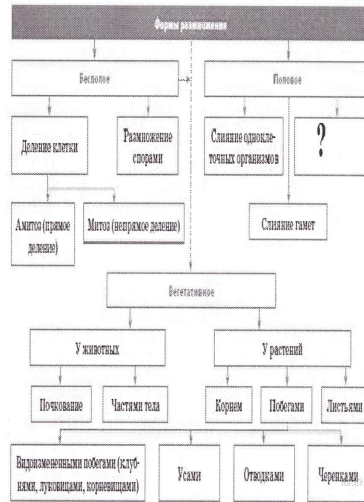 Формы размножения
Бесполое
Половое
Деление клетки
Размножение
спорами
Слияние однокле-
точных организмов
?
Амитоз (прямое
деление)
Митоз (непрямое деление)
Слияние гамет
Вегетативное
У животных
У растений
Почкование
Частями тела
Корнем
Побегами
Листьями
Видоизмененными побегами (клуб-
нями, луковицами, корневищами)
Усами
Отводками
Черенками